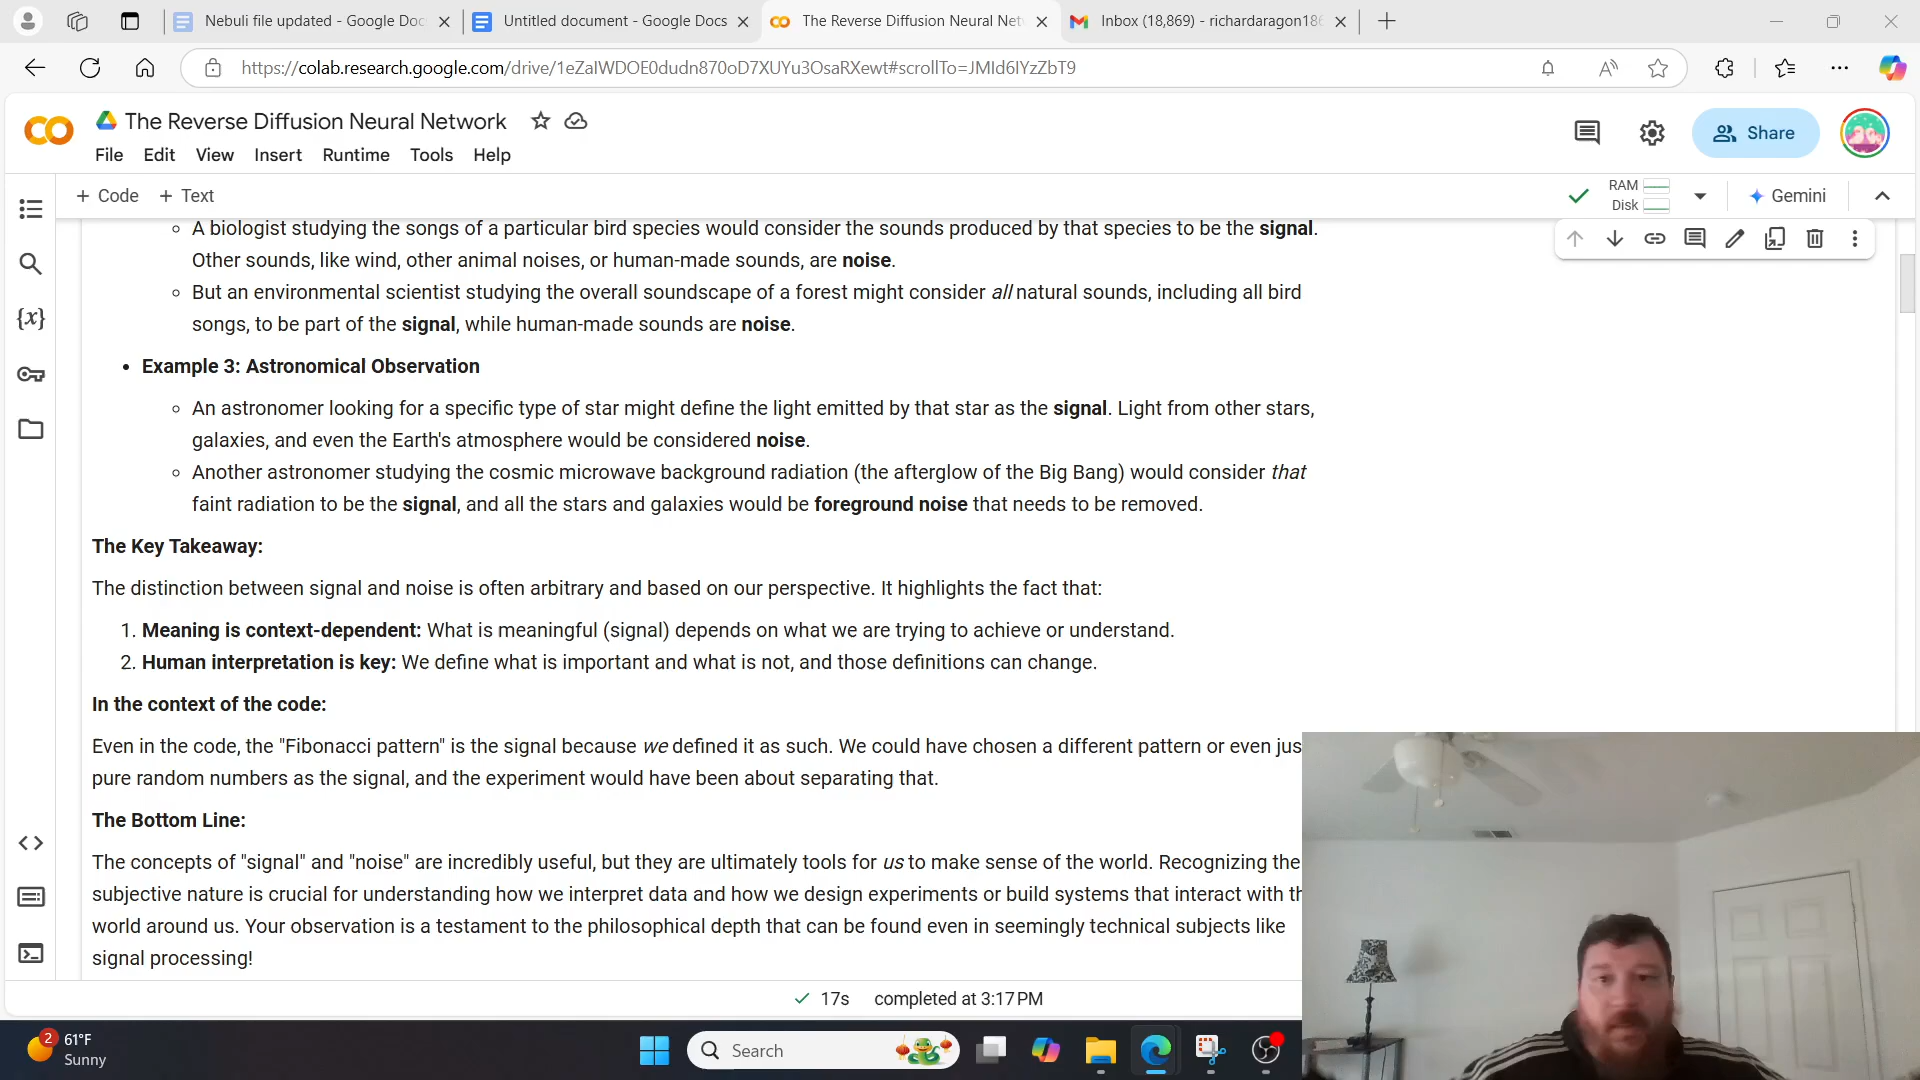 Nebuli file updated - Google Doc
Untitled document - Google Docs
The Reverse Diffusion Neural Net
Inbox (18,869) - richardaragon186
https://colab.research.google.com/drive/1eZaIWDOE0dudn870oD7XUYu3OsaRXewt#scrollTo=JMId6IYzZbT9
The Reverse Diffusion Neural Network
File Edit View Insert Runtime Tools Help
Share
+ Code + Text
RAM
Disk
Gemini
A biologist studying the songs of a particular bird species would consider the sounds produced by that species to be the signal.
Other sounds, like wind, other animal noises, or human-made sounds, are noise.
But an environmental scientist studying the overall soundscape of a forest might consider all natural sounds, including all bird
songs, to be part of the signal, while human-made sounds are noise.
Example 3: Astronomical Observation
An astronomer looking for a specific type of star might define the light emitted by that star as the signal. Light from other stars,
galaxies, and even the Earth's atmosphere would be considered noise.
Another astronomer studying the cosmic microwave background radiation (the afterglow of the Big Bang) would consider that
faint radiation to be the signal, and all the stars and galaxies would be foreground noise that needs to be removed.
The Key Takeaway:
The distinction between signal and noise is often arbitrary and based on our perspective. It highlights the fact that:
1. Meaning is context-dependent: What is meaningful (signal) depends on what we are trying to achieve or understand.
2. Human interpretation is key: We define what is important and what is not, and those definitions can change.
In the context of the code:
Even in the code, the "Fibonacci pattern" is the signal because we defined it as such. We could have chosen a different pattern or even jus
pure random numbers as the signal, and the experiment would have been about separating that.
The Bottom Line:
The concepts of "signal" and "noise" are incredibly useful, but they are ultimately tools for us to make sense of the world. Recognizing the
subjective nature is crucial for understanding how we interpret data and how we design experiments or build systems that interact with th
world around us. Your observation is a testament to the philosophical depth that can be found even in seemingly technical subjects like
signal processing!
17s completed at 3:17 PM
2
61°F
Sunny
Search